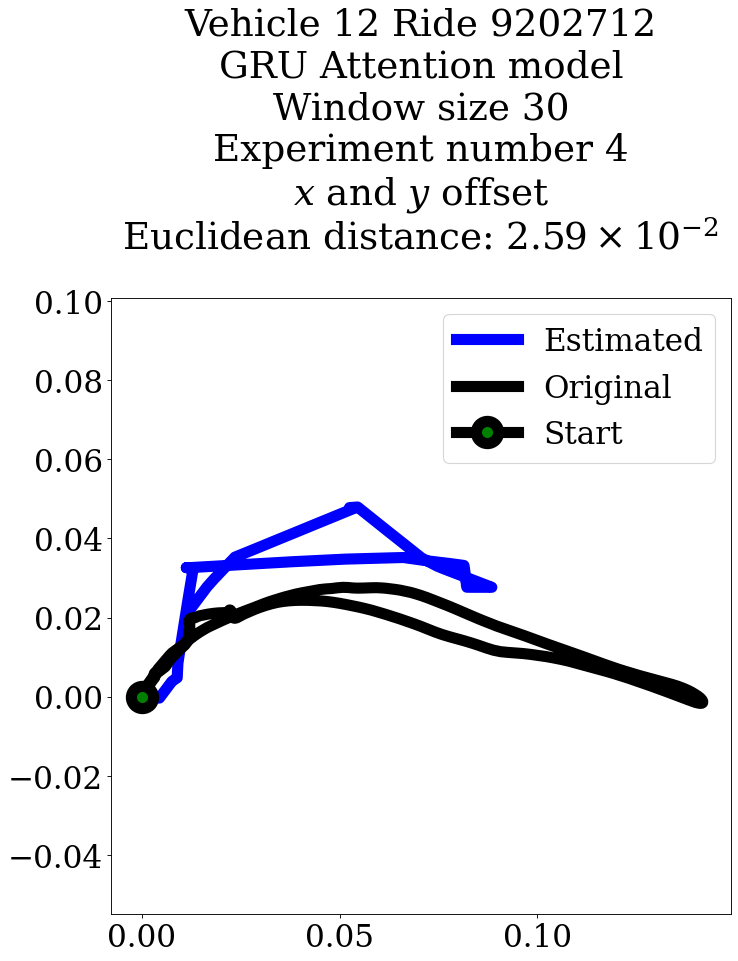 Vehicle 12 Ride 9202712
GRU Attention model
Window size 30
Experiment number 4
x and y offset
Euclidean distance: 2.59 × 10⁻²
0.10
0.08
0.06
0.04
0.02
0.00
−0.02
−0.04
Estimated
Original
Start
0.00 0.05 0.10